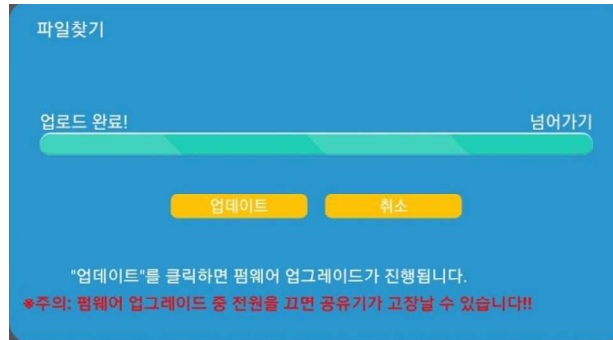 파일찾기
업로드 완료!
넘어가기
업데이트
취소
"업데이트"를 클릭하면 펌웨어 업그레이드가 진행됩니다.
※주의: 펌웨어 업그레이드 중 전원을 끄면 공유기가 고장날 수 있습니다!!